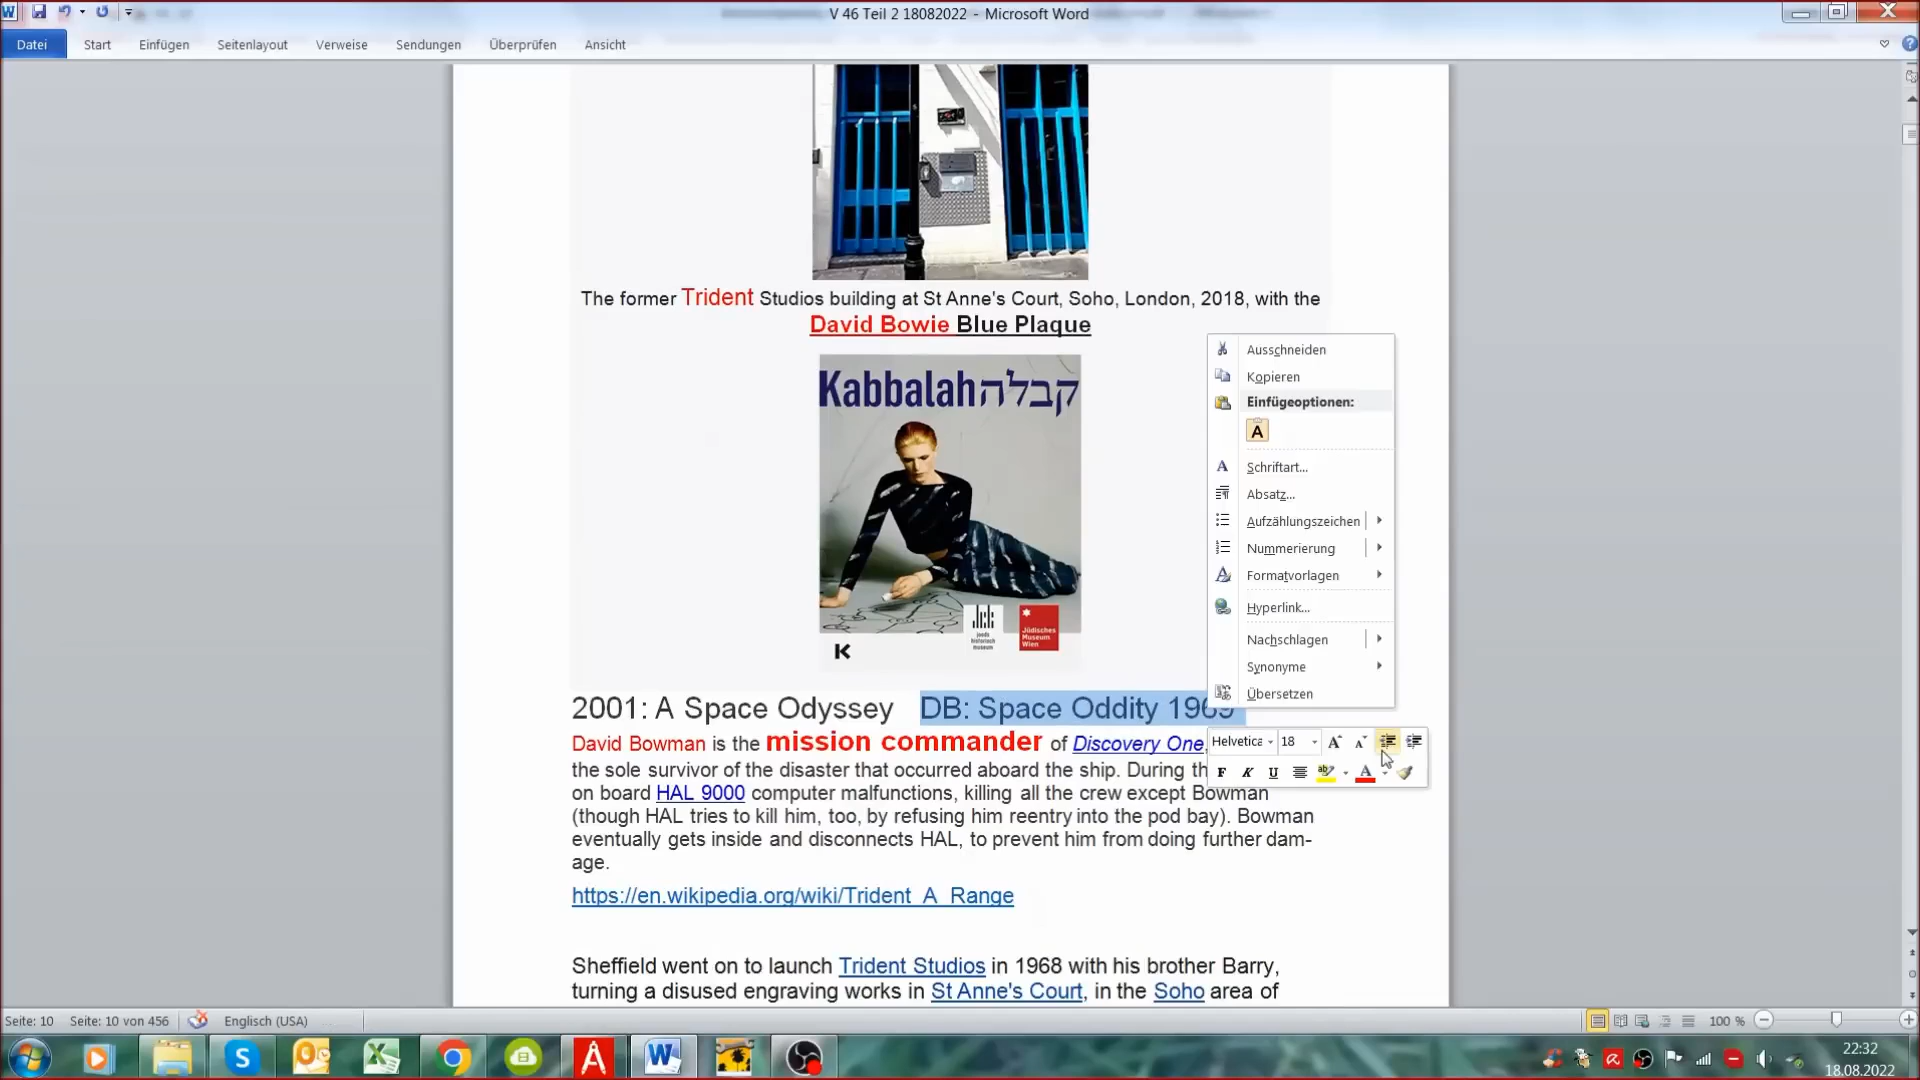 V 46 Teil 2 18082022 - Microsoft Word
Datei Start Einfügen Seitenlayout Verweise Sendungen Überprüfen Ansicht
The former Trident Studios building at St Anne's Court, Soho, London, 2018, with the
David Bowie Blue Plaque
Kabbalah קבלה
joods
historisch
museum
Jüdisches
Museum
Wien
K
Ausschneiden
Kopieren
Einfügeoptionen:
A
Schriftart...
Absatz...
Aufzählungszeichen
Nummerierung
Formatvorlagen
Hyperlink...
Nachschlagen
Synonyme
Übersetzen
Helvetica 18
F K U
2001: A Space Odyssey DB: Space Oddity 1969
David Bowman is the mission commander of Discovery One,
the sole survivor of the disaster that occurred aboard the ship. During th
on board HAL 9000 computer malfunctions, killing all the crew except Bowman
(though HAL tries to kill him, too, by refusing him reentry into the pod bay). Bowman
eventually gets inside and disconnects HAL, to prevent him from doing further dam-
age.
https://en.wikipedia.org/wiki/Trident_A_Range
Sheffield went on to launch Trident Studios in 1968 with his brother Barry,
turning a disused engraving works in St Anne's Court, in the Soho area of
Seite: 10 Seite: 10 von 456 Englisch (USA) 100 %
22:32
18.08.2022